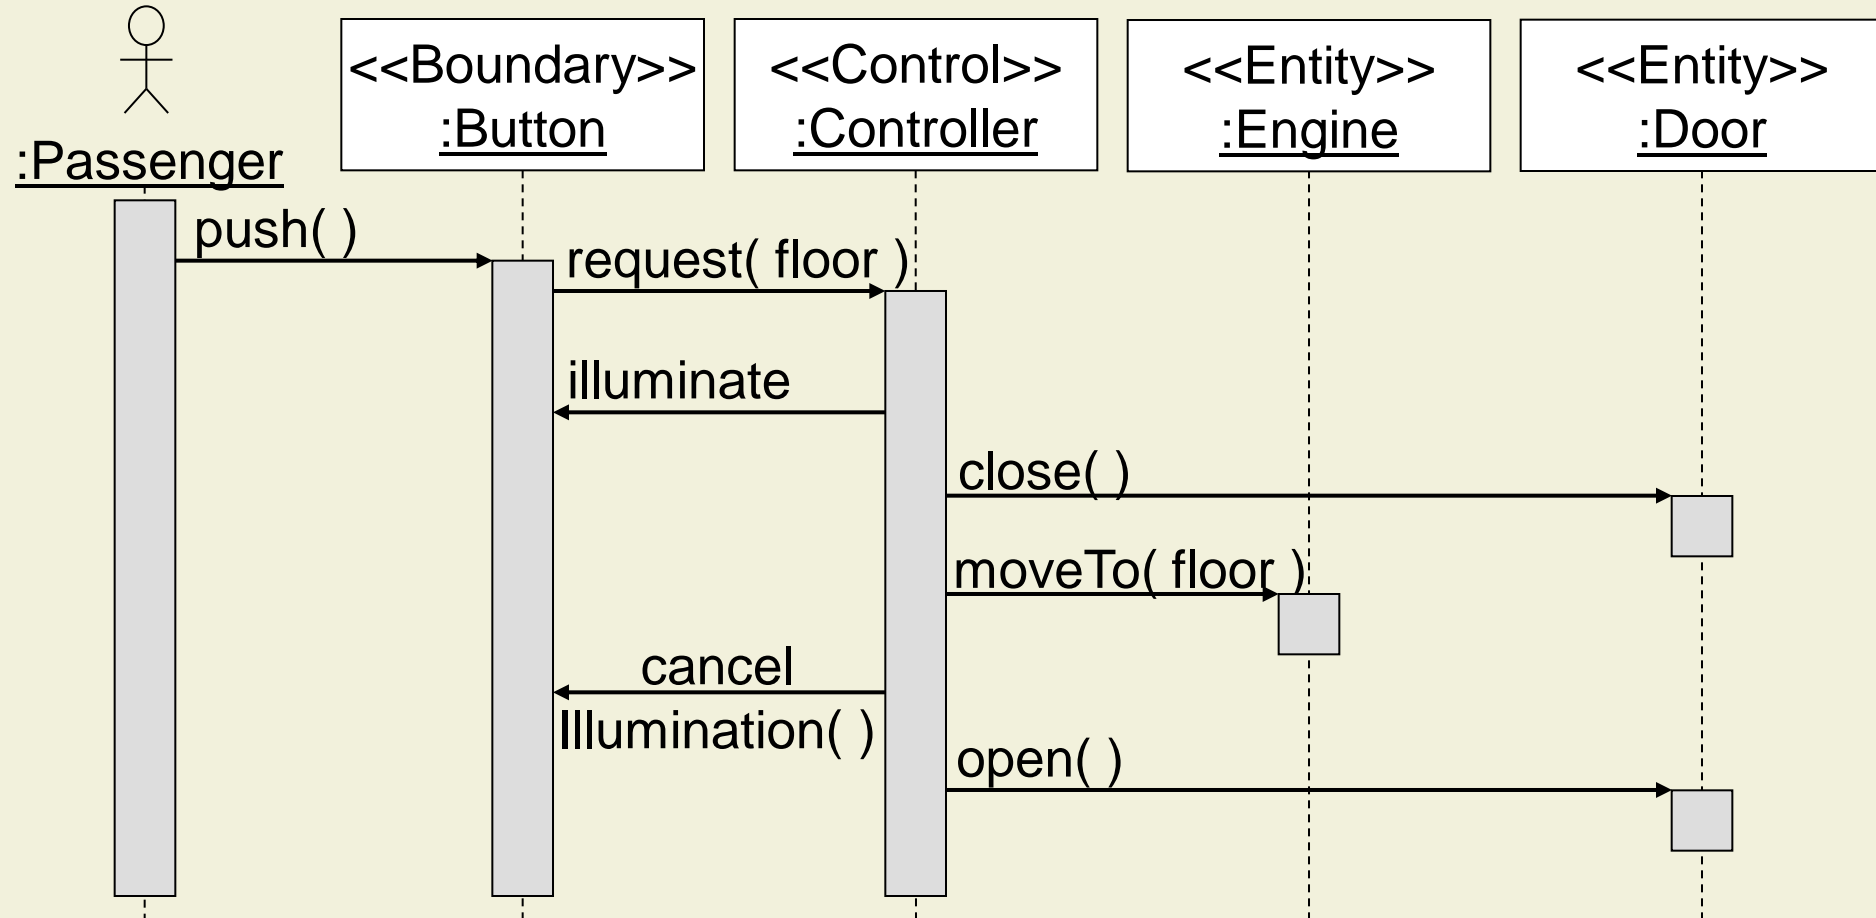 <<Boundary>>
:Button
<<Control>>
:Controller
<<Entity>>
:Engine
<<Entity>>
:Door
:Passenger
push( )
request( floor )
illuminate
close( )
moveTo( floor )
cancel
Illumination( )
open( )